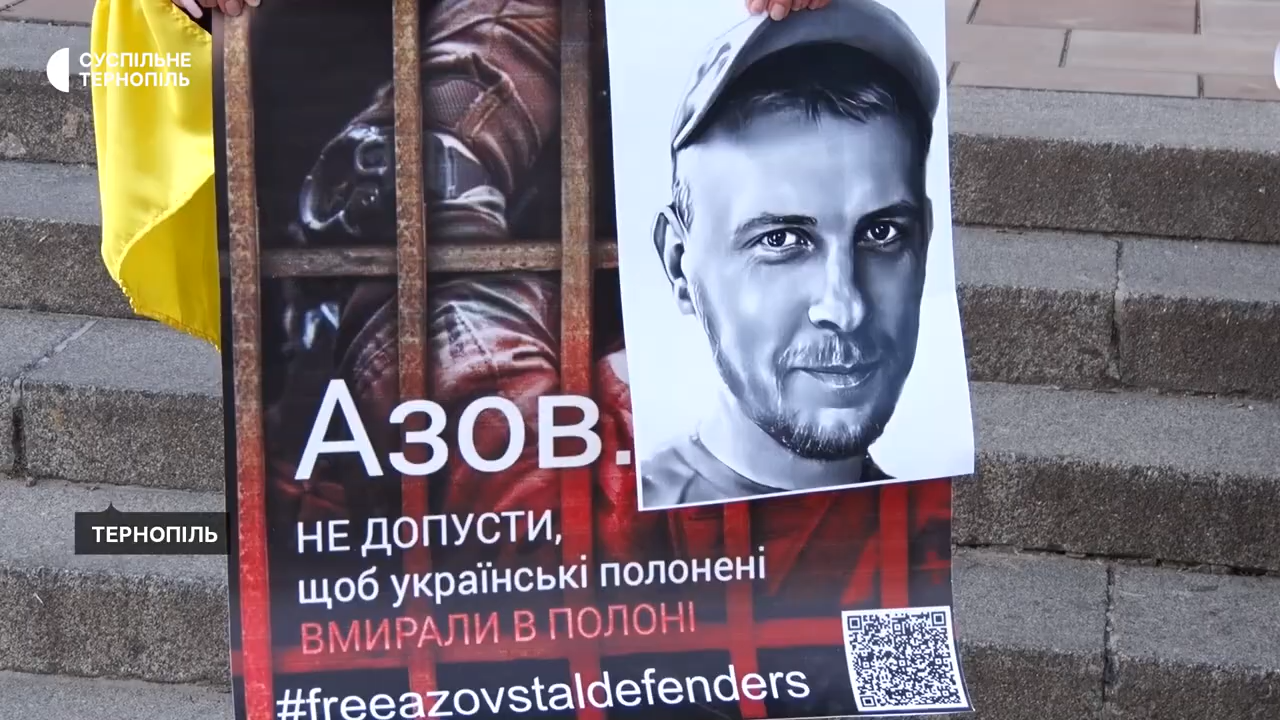 СУСПІЛЬНЕ
ТЕРНОПІЛЬ
Азов.
ТЕРНОПІЛЬ
НЕ ДОПУСТИ,
щоб українські полонені
ВМИРАЛИ В ПОЛОНІ
#freeazovstaldefenders